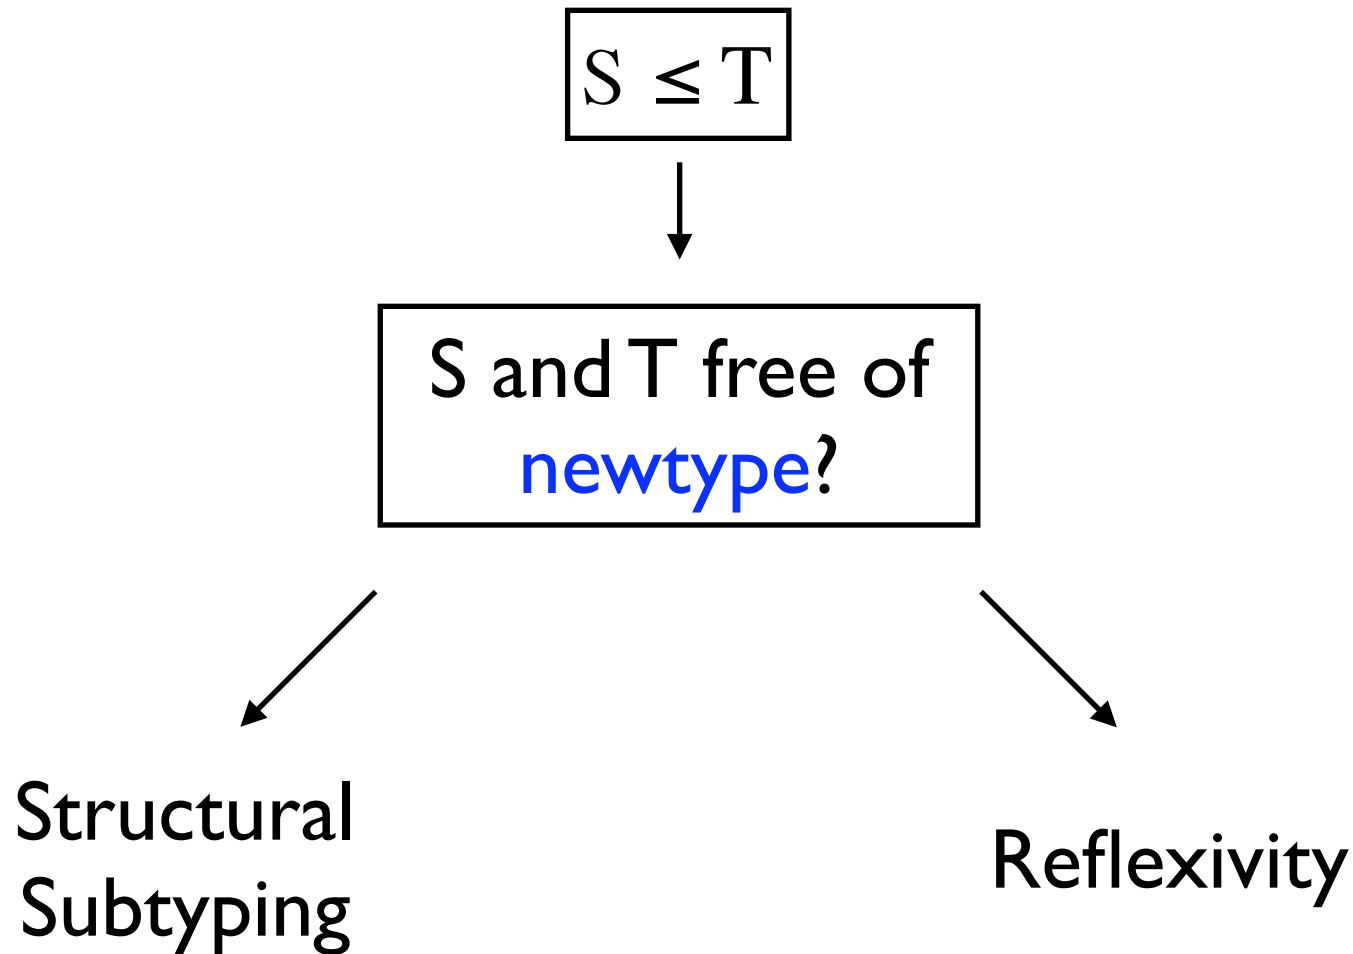 S ≤ T
S and T free of
newtype?
Structural
Subtyping
Reflexivity